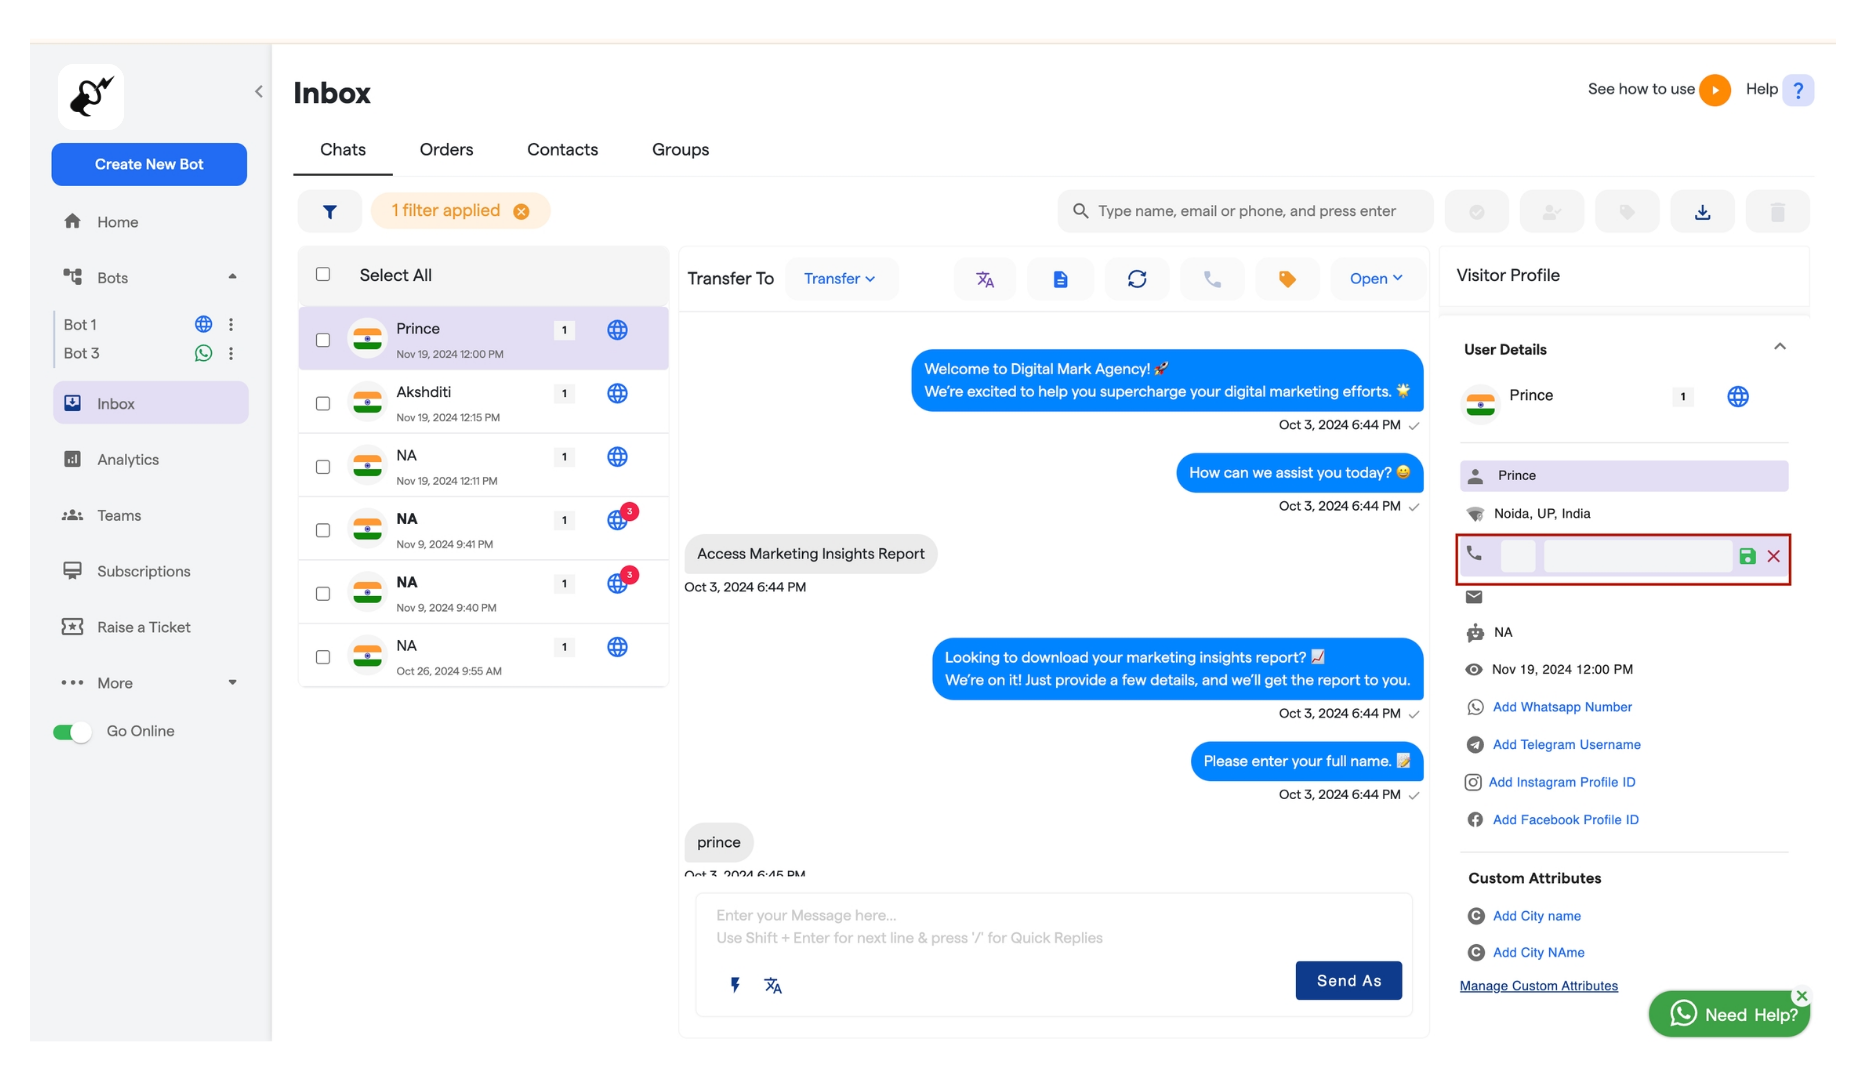 Inbox
See how to use
Help ?
Create New Bot
Chats
Orders
Contacts
Groups
1 filter applied
Type name, email or phone, and press enter
Home
Bots
Bot 1
Bot 3
Inbox
Analytics
Teams
Subscriptions
Raise a Ticket
More
Go Online
Select All
Prince
1
Nov 19, 2024 12:00 PM
Akshditi
1
Nov 19, 2024 12:15 PM
NA
1
Nov 19, 2024 12:11 PM
NA
1
3
Nov 9, 2024 9:41 PM
NA
1
3
Nov 9, 2024 9:40 PM
NA
1
Oct 26, 2024 9:55 AM
Transfer To
Transfer
Open
Welcome to Digital Mark Agency! 🚀
We're excited to help you supercharge your digital marketing efforts. 🌟
Oct 3, 2024 6:44 PM
How can we assist you today? 😀
Oct 3, 2024 6:44 PM
Access Marketing Insights Report
Oct 3, 2024 6:44 PM
Looking to download your marketing insights report? 📈
We're on it! Just provide a few details, and we'll get the report to you.
Oct 3, 2024 6:44 PM
Please enter your full name. 📝
Oct 3, 2024 6:44 PM
prince
Oct 3, 2024 6:45 PM
Enter your Message here...
Use Shift + Enter for next line & press '/' for Quick Replies
Send As
Visitor Profile
User Details
Prince
1
Prince
Noida, UP, India
NA
Nov 19, 2024 12:00 PM
Add Whatsapp Number
Add Telegram Username
Add Instagram Profile ID
Add Facebook Profile ID
Custom Attributes
C Add City name
C Add City NAme
Manage Custom Attributes
Need Help?